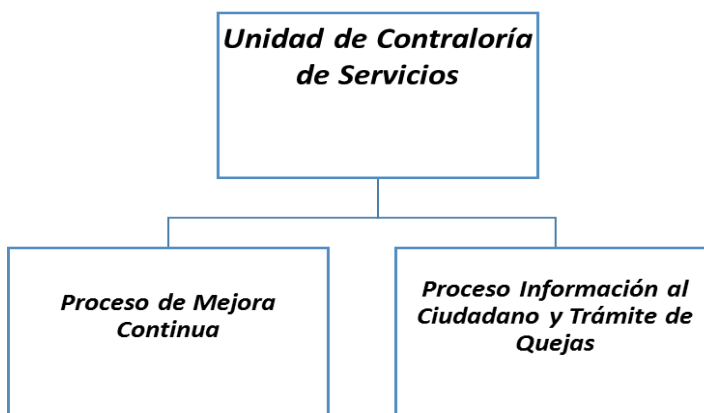 Unidad de Contraloría
de Servicios
Proceso de Mejora
Continua
Proceso Información al
Ciudadano y Trámite de
Quejas